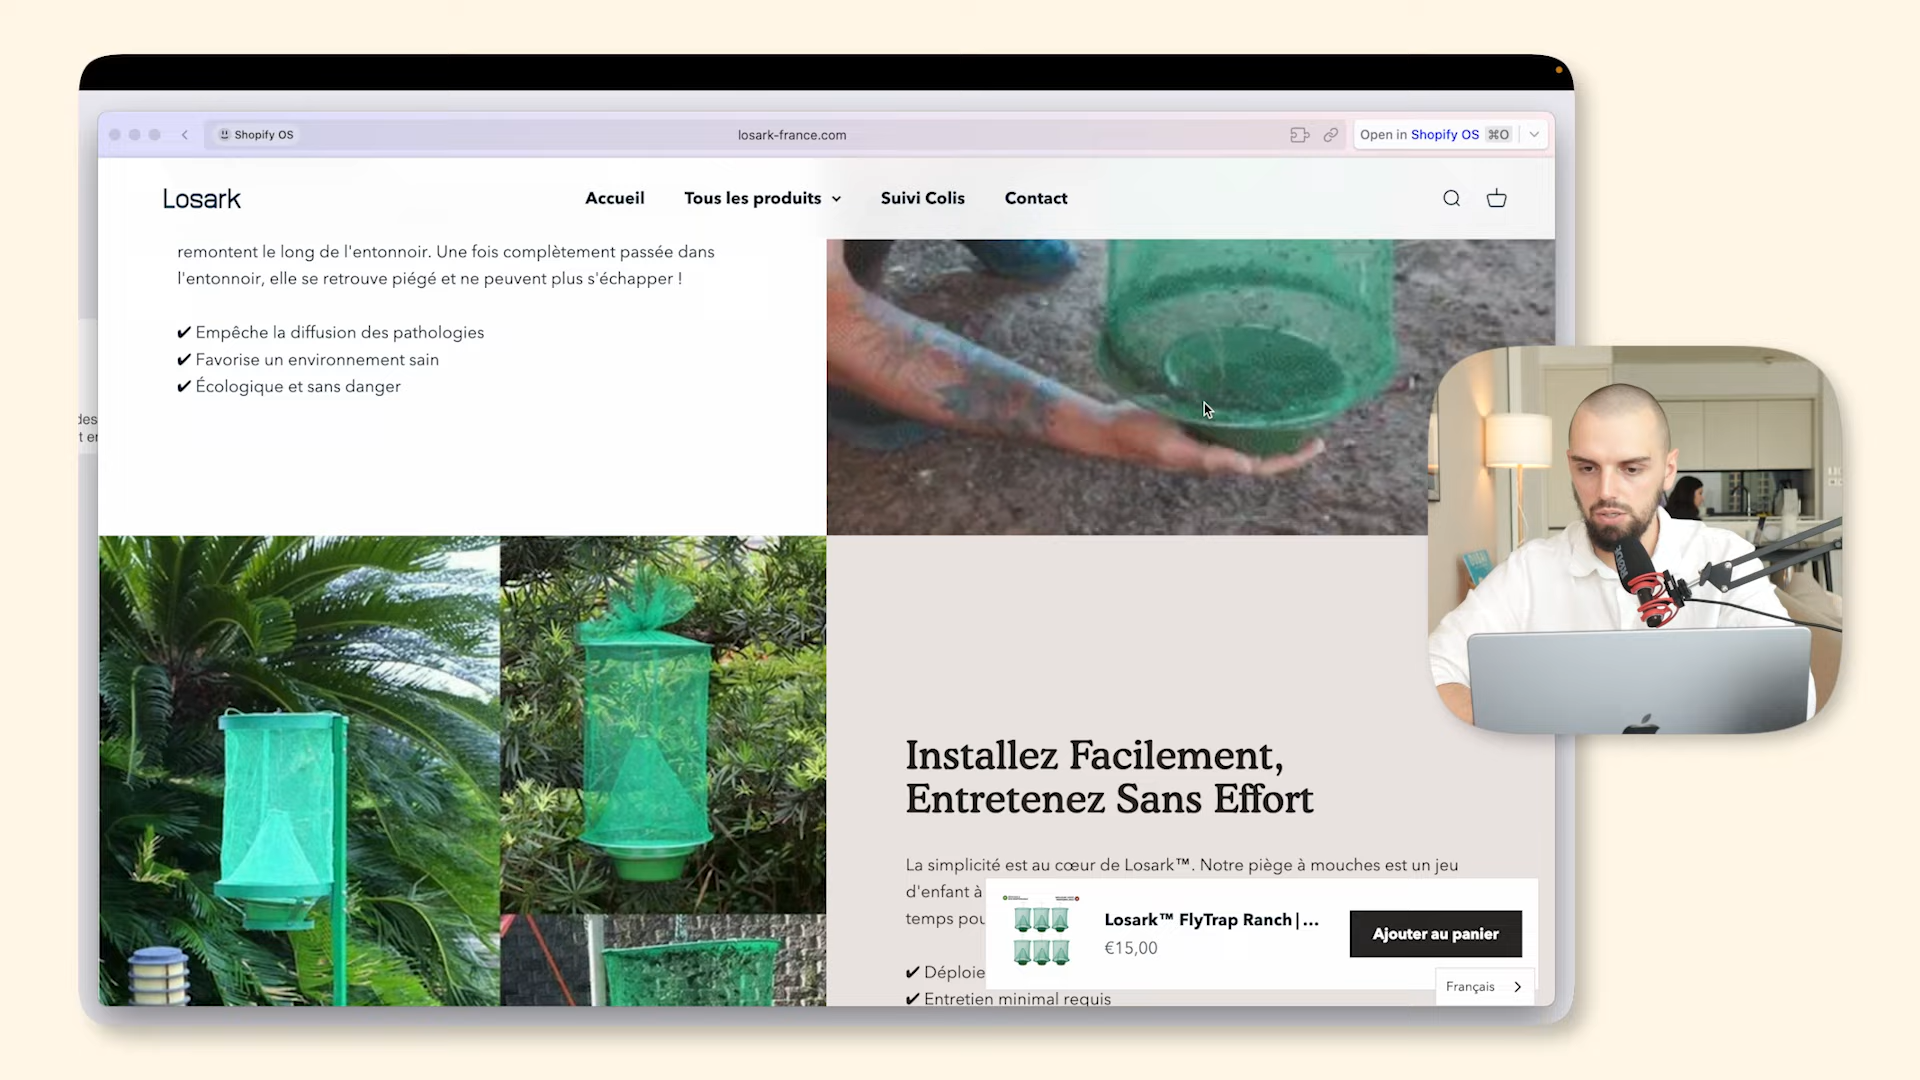 Shopify OS
losark-france.com
Open in Shopify OS ⌘O
Losark
Accueil
Tous les produits
Suivi Colis
Contact
remontent le long de l'entonnoir. Une fois complètement passée dans
l'entonnoir, elle se retrouve piégé et ne peuvent plus s'échapper !
✔ Empêche la diffusion des pathologies
✔ Favorise un environnement sain
✔ Écologique et sans danger
des
t er
Installez Facilement,
Entretenez Sans Effort
La simplicité est au cœur de Losark™. Notre piège à mouches est un jeu
d'enfant à
temps pou
✔ Déploie
✔ Entretien minimal requis
Losark™ FlyTrap Ranch|...
€15,00
Ajouter au panier
Français